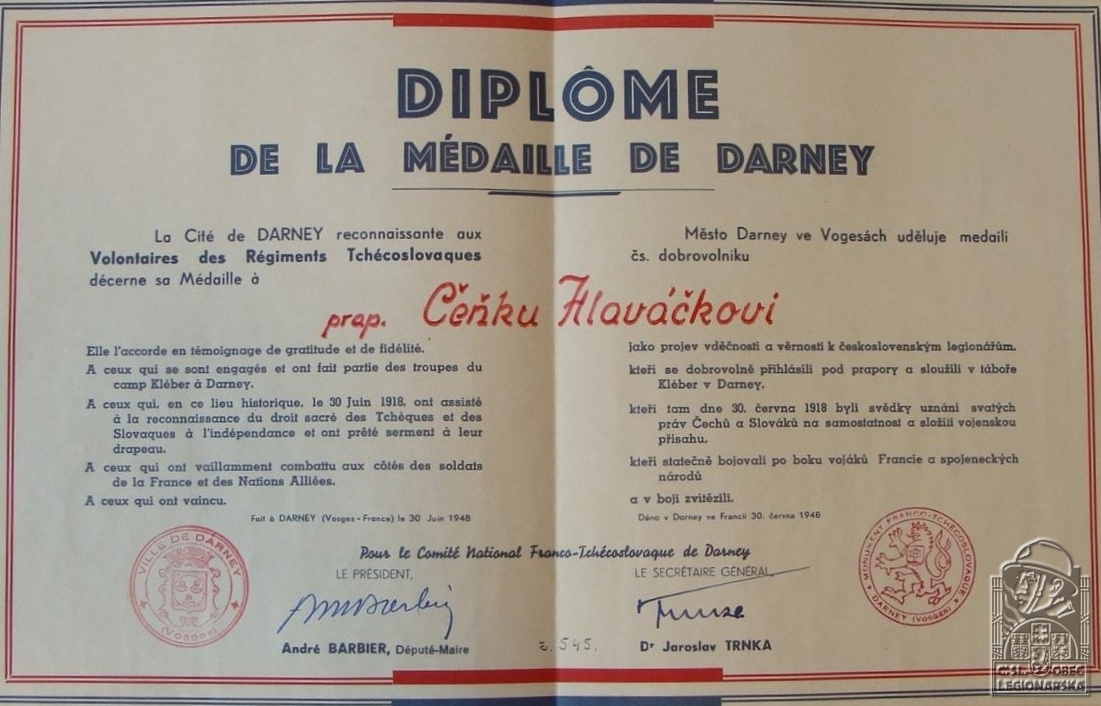 DIPLÔME
DE LA MÉDAILLE DE DARNEY
La Cité de DARNEY reconnaissante aux
Volontaires des Régiments Tchécoslovaques
décerne sa Médaille à
Město Darney ve Vogesách uděluje medaili
čs. dobrovolníku
prap. Čeňku Hlaváčkovi
Elle l'accorde en témoignage de gratitude et de fidélité.
A ceux qui se sont engagés et ont fait partie des troupes du
camp Kléber à Darney.
A ceux qui, en ce lieu historique, le 30 Juin 1918, ont assisté
à la reconnaissance du droit sacré des Tchèques et des
Slovaques à l'indépendance et ont prêté serment à leur
drapeau.
A ceux qui ont vaillamment combattu aux côtés des soldats
de la France et des Nations Alliées.
A ceux qui ont vaincu.
Fait à DARNEY (Vosges-France) le 30 Juin 1948
jako projev vděčnosti a věrnosti k československým legionářům,
kteří se dobrovolně přihlásili pod prapory a sloužili v táboře
Kléber v Darney.
kteří tam dne 30. června 1918 byli svědky uznání svatých
práv Čechů a Slováků na samostatnost a složili vojenskou
přísahu.
kteří statečně bojovali po boku vojáků Francie a spojeneckých
národů
a v boji zvítězili.
Dáno v Darney ve Francii 30. června 1948
VILLE DE DARNEY
(Vosges)
Pour le Comité National Franco-Tchécoslovaque de Darney
LE PRÉSIDENT,
LE SECRÉTAIRE GÉNÉRAL,
MONUMENT FRANCO-TCHÉCOSLOVAQUE
DARNEY (VOSGES)
André BARBIER, Député-Maire
č. 545.
Dr Jaroslav TRNKA
ČSL. OBEC
LEGIONÁŘSKÁ